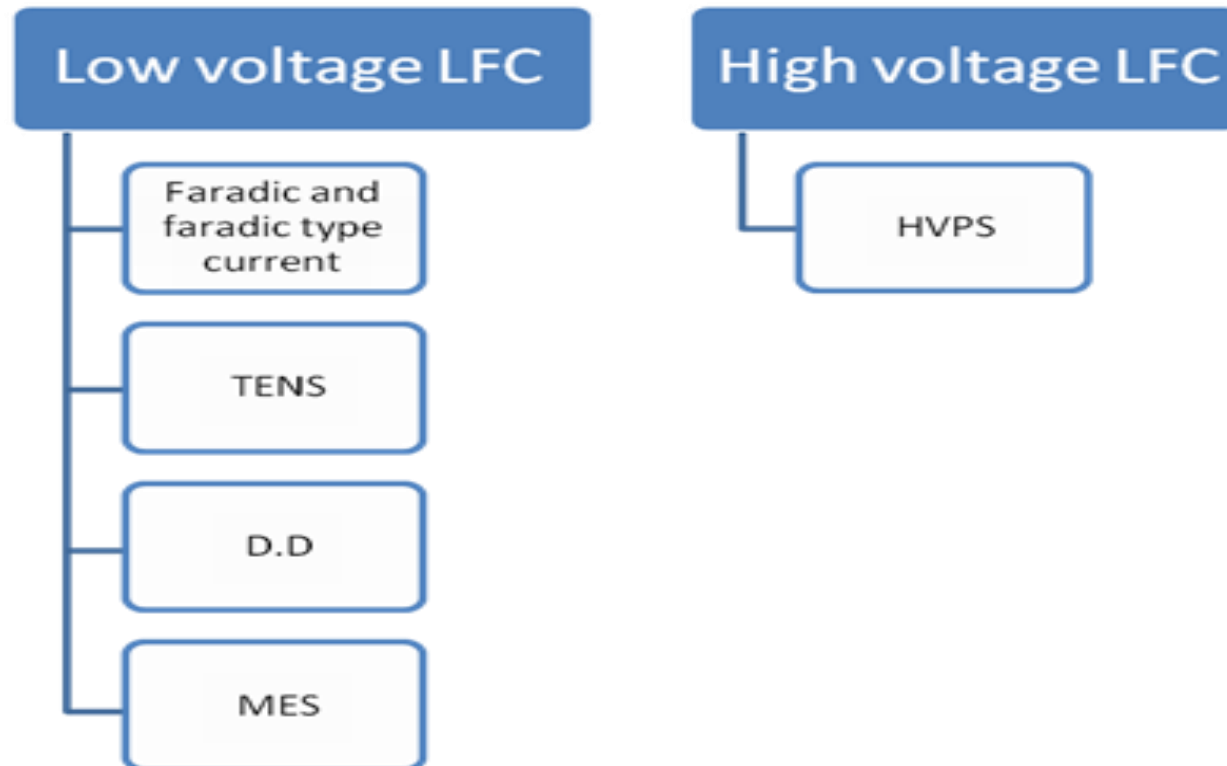 Low voltage LFC
Faradic and
faradic type
current
TENS
D.D
MES
High voltage LFC
HVPS